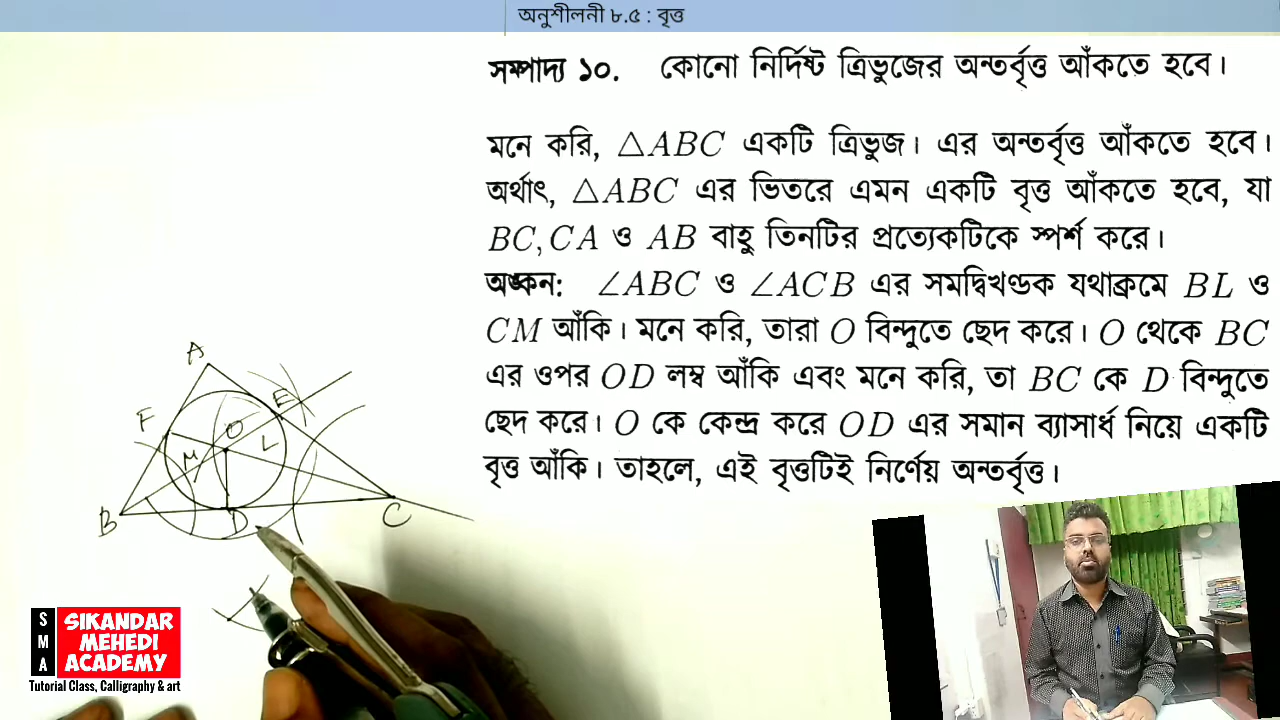 অনুশীলনী ৮.৫ : বৃত্ত
সম্পাদ্য ১০. কোনো নির্দিষ্ট ত্রিভুজের অন্তর্বৃত্ত আঁকতে হবে।
মনে করি, △ABC একটি ত্রিভুজ। এর অন্তর্বৃত্ত আঁকতে হবে।
অর্থাৎ, △ABC এর ভিতরে এমন একটি বৃত্ত আঁকতে হবে, যা
BC, CA ও AB বাহু তিনটির প্রত্যেকটিকে স্পর্শ করে।
অঙ্কন: ∠ABC ও ∠ACB এর সমদ্বিখণ্ডক যথাক্রমে BL ও
CM আঁকি। মনে করি, তারা O বিন্দুতে ছেদ করে। O থেকে BC
এর ওপর OD লম্ব আঁকি এবং মনে করি, তা BC কে D বিন্দুতে
ছেদ করে। O কে কেন্দ্র করে OD এর সমান ব্যাসার্ধ নিয়ে একটি
বৃত্ত আঁকি। তাহলে, এই বৃত্তটিই নির্ণেয় অন্তর্বৃত্ত।
A
F
E
O
L
M
B
D
C
SMA
SIKANDAR
MEHEDI
ACADEMY
Tutorial Class, Calligraphy & art